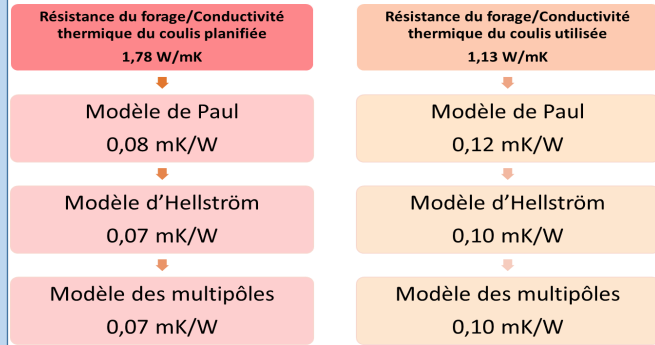 Résistance du forage/Conductivité
thermique du coulis planifiée
1,78 W/mK
Modèle de Paul
0,08 mK/W
Modèle d'Hellström
0,07 mK/W
Modèle des multipôles
0,07 mK/W
Résistance du forage/Conductivité
thermique du coulis utilisée
1,13 W/mK
Modèle de Paul
0,12 mK/W
Modèle d'Hellström
0,10 mK/W
Modèle des multipôles
0,10 mK/W